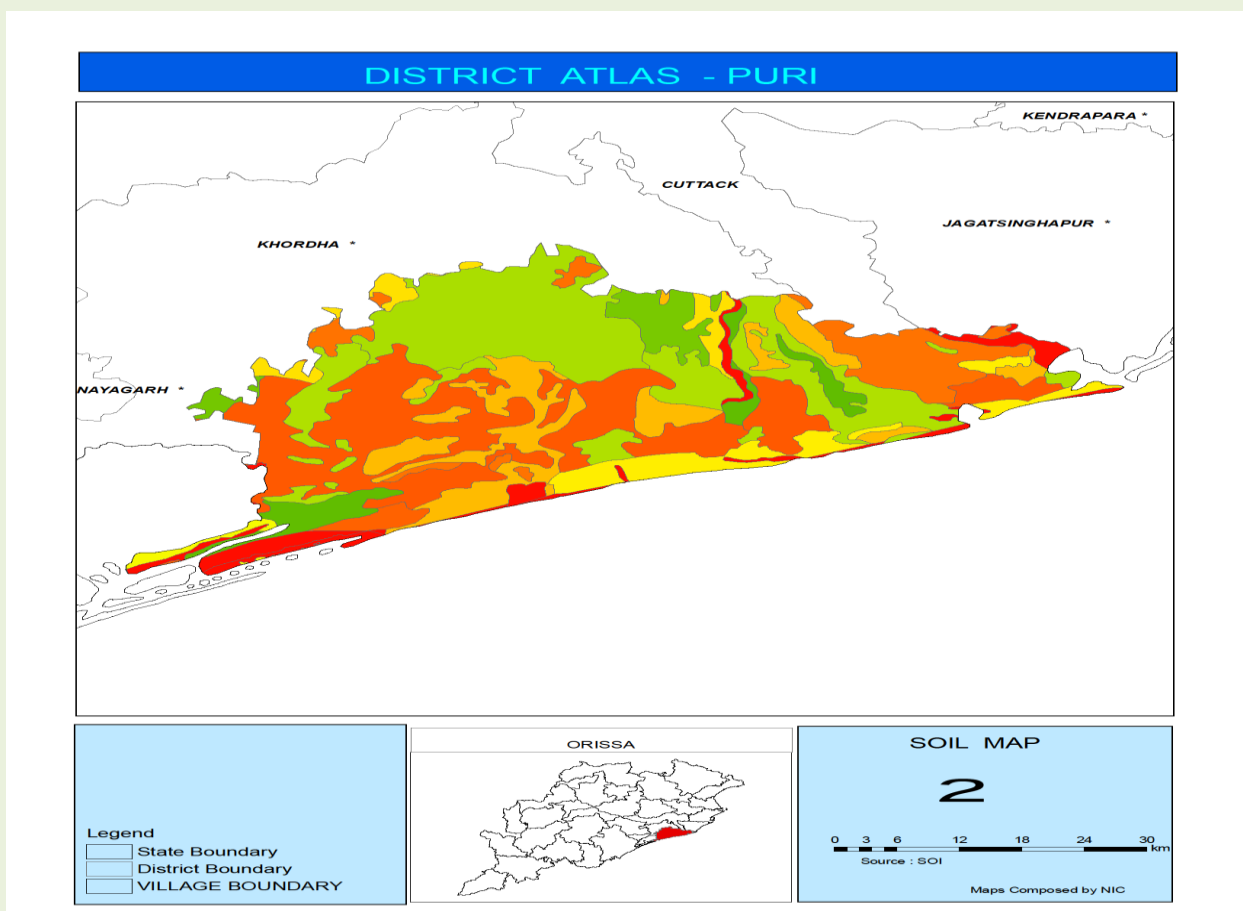 DISTRICT ATLAS - PURI
KENDRAPARA *
CUTTACK
JAGATSINGHAPUR *
KHORDHA *
NAYAGARH *
Legend
State Boundary
District Boundary
VILLAGE BOUNDARY
ORISSA
SOIL MAP
2
0 3 6 12 18 24 30
km
Source : SOI
Maps Composed by NIC